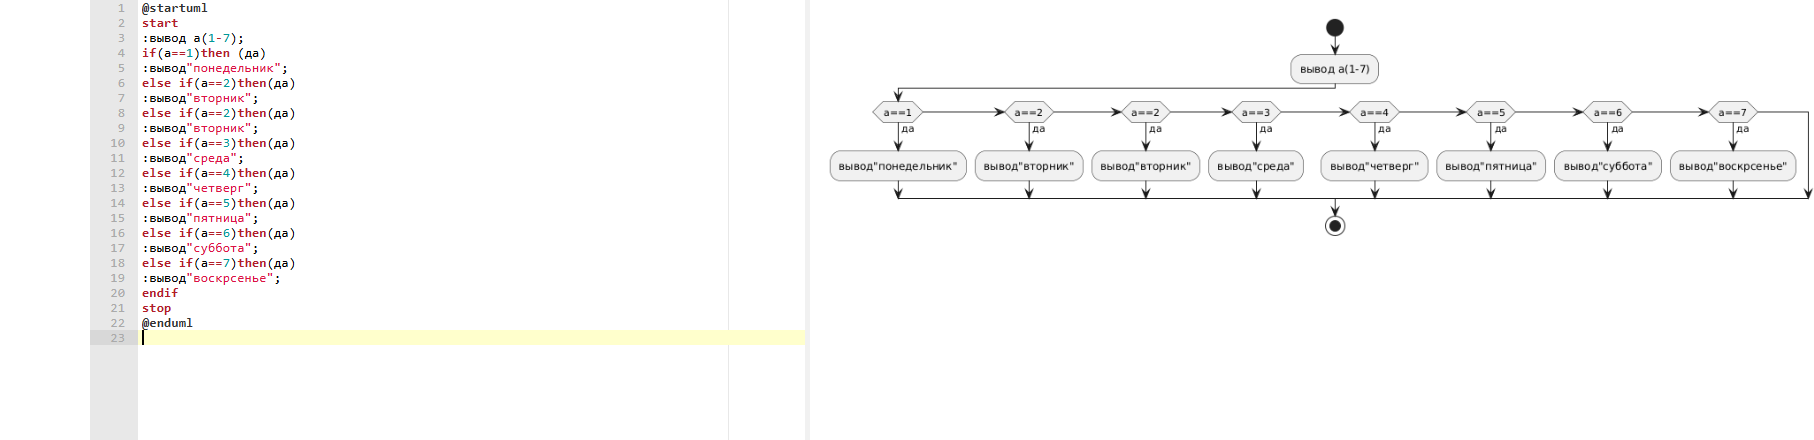 1 @startuml
2 start
3 :вывод а(1-7);
4 if(a==1)then (да)
5 :вывод"понедельник";
6 else if(a==2)then(да)
7 :вывод"вторник";
8 else if(a==2)then(да)
9 :вывод"вторник";
10 else if(a==3)then(да)
11 :вывод"среда";
12 else if(a==4)then(да)
13 :вывод"четверг";
14 else if(a==5)then(да)
15 :вывод"пятница";
16 else if(a==6)then(да)
17 :вывод"суббота";
18 else if(a==7)then(да)
19 :вывод"воскрсенье";
20 endif
21 stop
22 @enduml
23
вывод а(1-7)
a==1 a==2 a==2 a==3 a==4 a==5 a==6 a==7
да да да да да да да да
вывод"понедельник" вывод"вторник" вывод"вторник" вывод"среда" вывод"четверг" вывод"пятница" вывод"суббота" вывод"воскрсенье"